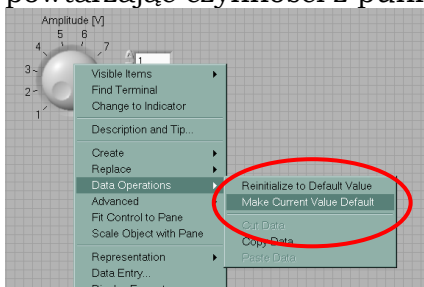 powtarzając czynności z punk
Amplitude [V]
5 6
4 7
3
2
1
1
Visible Items
Find Terminal
Change to Indicator
Description and Tip...
Create
Replace
Data Operations
Advanced
Fit Control to Pane
Scale Object with Pane
Representation
Data Entry...
Reinitialize to Default Value
Make Current Value Default
Cut Data
Copy Data
Paste Data